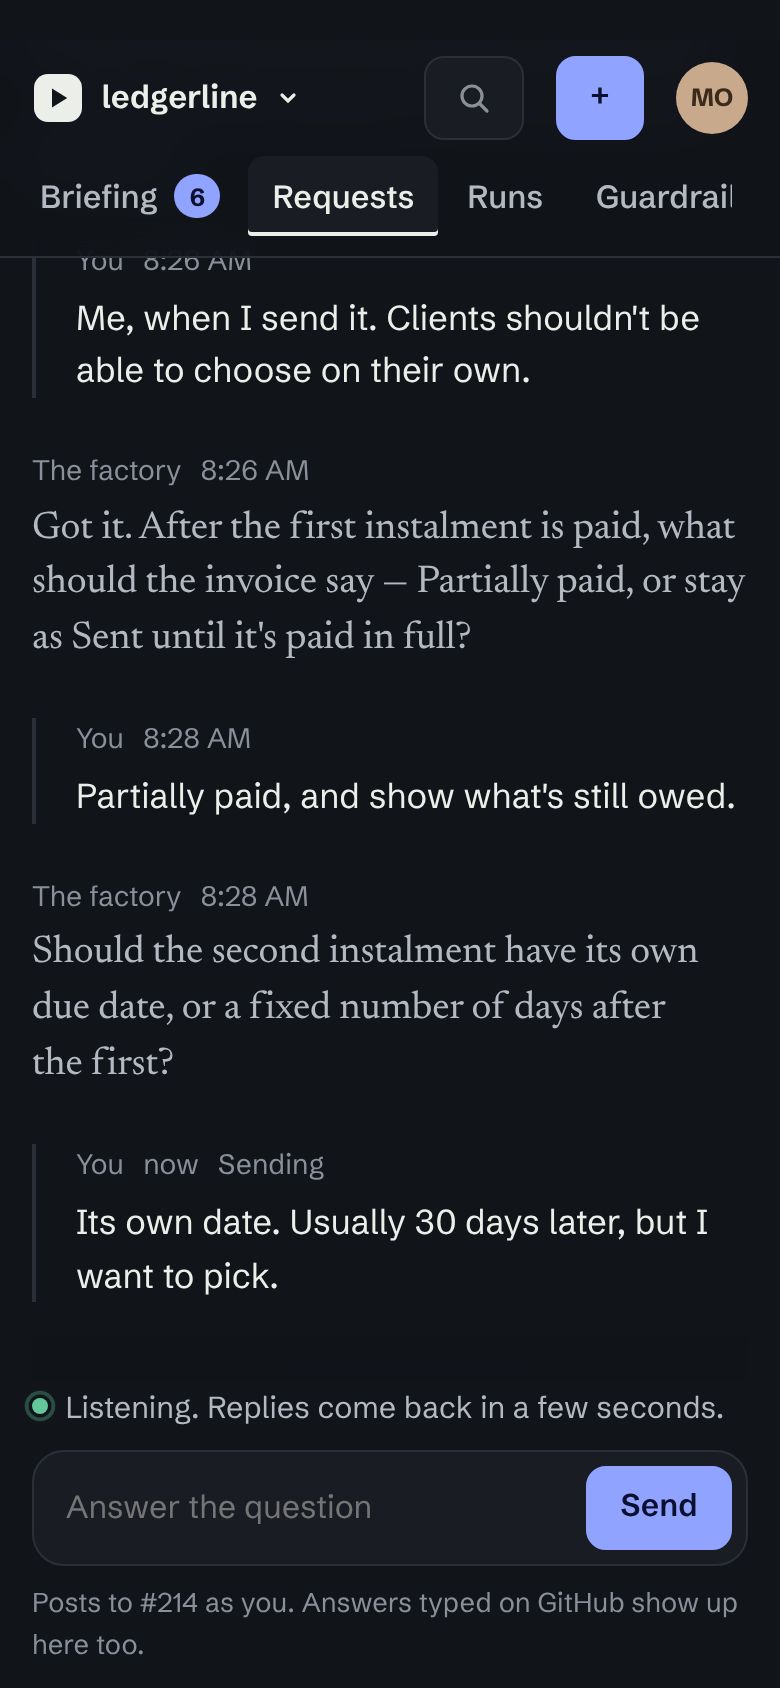 ledgerline
+
MO
Briefing 6
Requests
Runs
Guardrail
You 8:26 AM
Me, when I send it. Clients shouldn't be
able to choose on their own.
The factory 8:26 AM
Got it. After the first instalment is paid, what
should the invoice say – Partially paid, or stay
as Sent until it's paid in full?
You 8:28 AM
Partially paid, and show what's still owed.
The factory 8:28 AM
Should the second instalment have its own
due date, or a fixed number of days after
the first?
You now Sending
Its own date. Usually 30 days later, but I
want to pick.
Listening. Replies come back in a few seconds.
Answer the question
Send
Posts to #214 as you. Answers typed on GitHub show up
here too.